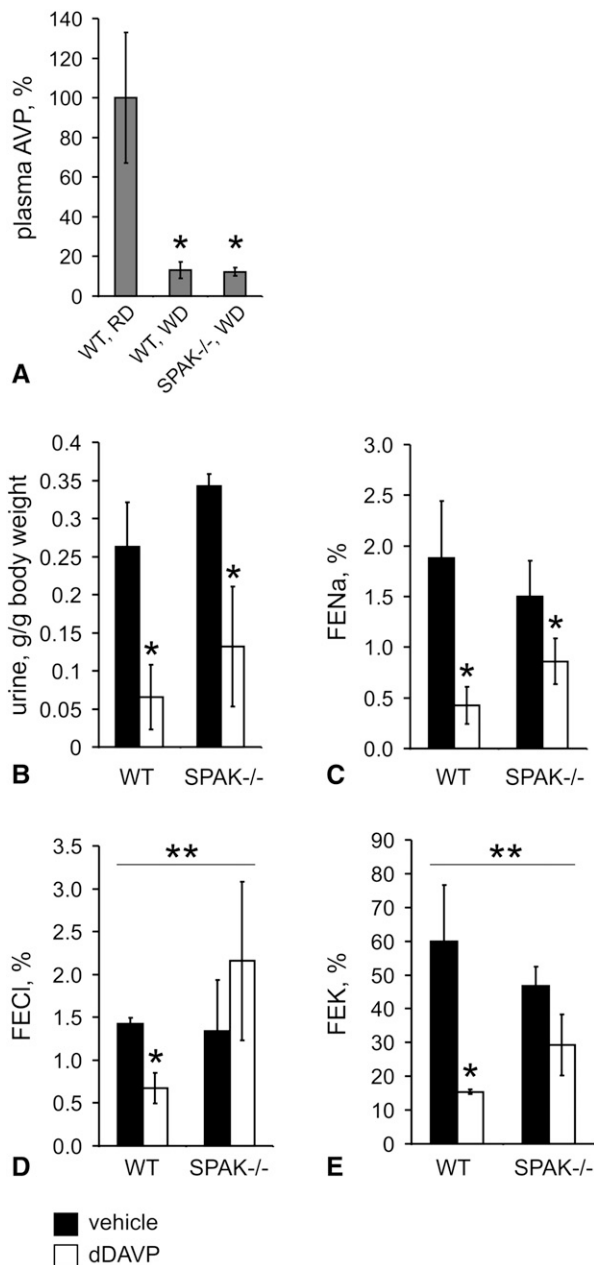 140
120
100
80
60
40
20
0
plasma AVP, %
*
*
WT, RD
WT, WD
SPAK-/-, WD
A
0.4
0.35
0.3
0.25
0.2
0.15
0.1
0.05
0
urine, g/g body weight
*
*
WT
SPAK-/-
B
3.0
2.5
2.0
1.5
1.0
0.5
0.0
FENa, %
*
*
WT
SPAK-/-
C
3.5
3.0
2.5
2.0
1.5
1.0
0.5
0.0
FECl, %
**
*
WT
SPAK-/-
D
90
80
70
60
50
40
30
20
10
0
FEK, %
**
*
WT
SPAK-/-
E
vehicle
dDAVP